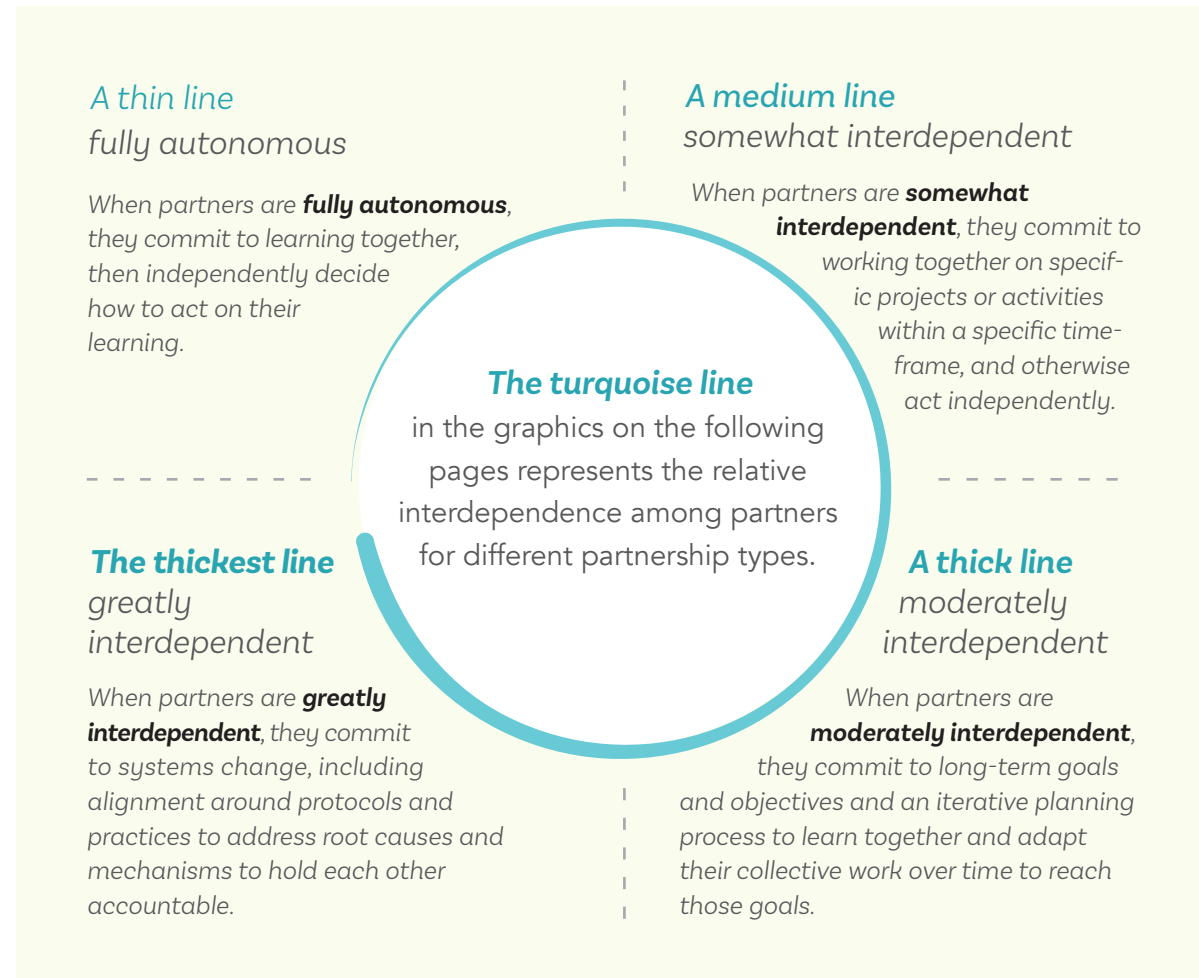 A thin line
fully autonomous
When partners are fully autonomous,
they commit to learning together,
then independently decide
how to act on their
learning.
A medium line
somewhat interdependent
When partners are somewhat
interdependent, they commit to
working together on specif-
ic projects or activities
within a specific time-
frame, and otherwise
act independently.
The turquoise line
in the graphics on the following
pages represents the relative
interdependence among partners
for different partnership types.
The thickest line
greatly
interdependent
When partners are greatly
interdependent, they commit
to systems change, including
alignment around protocols and
practices to address root causes and
mechanisms to hold each other
accountable.
A thick line
moderately
interdependent
When partners are
moderately interdependent,
they commit to long-term goals
and objectives and an iterative planning
process to learn together and adapt
their collective work over time to reach
those goals.